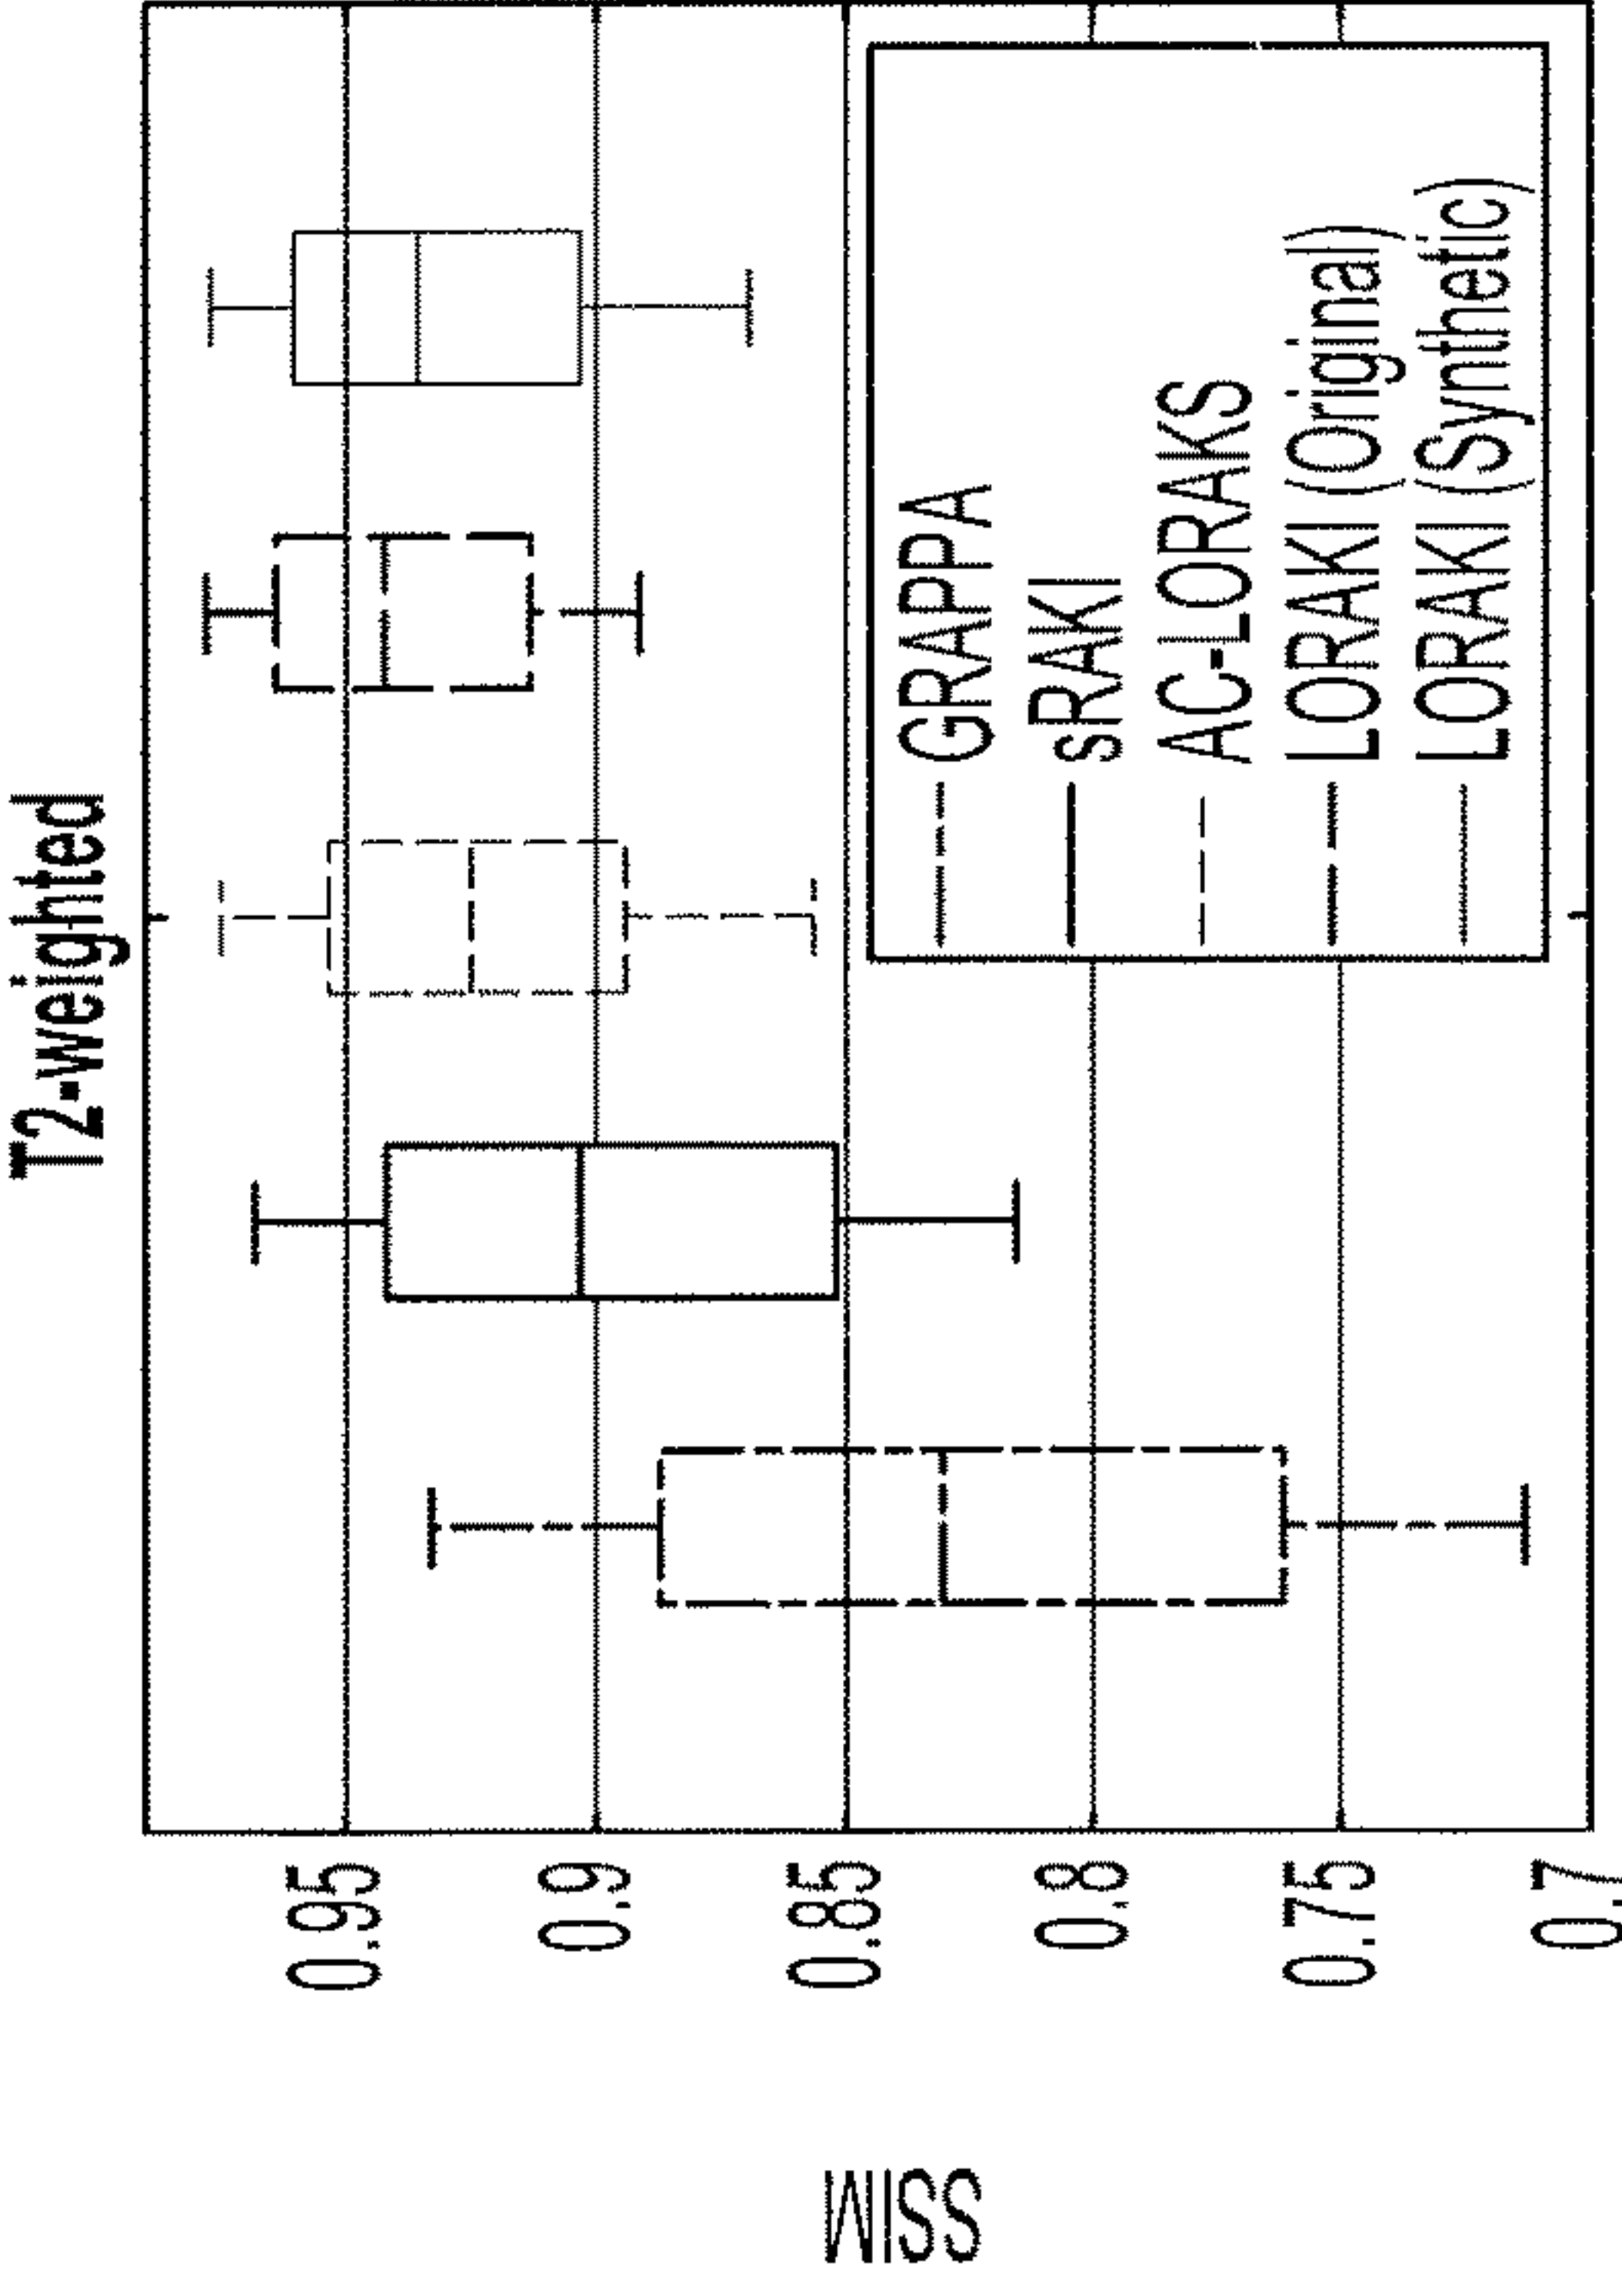 T2-weighted
SSIM
0.95
0.9
0.85
0.8
0.75
0.7
GRAPPA
sRAKI
AC-LORAKS
LORAKI (Original)
LORAKI (Synthetic)